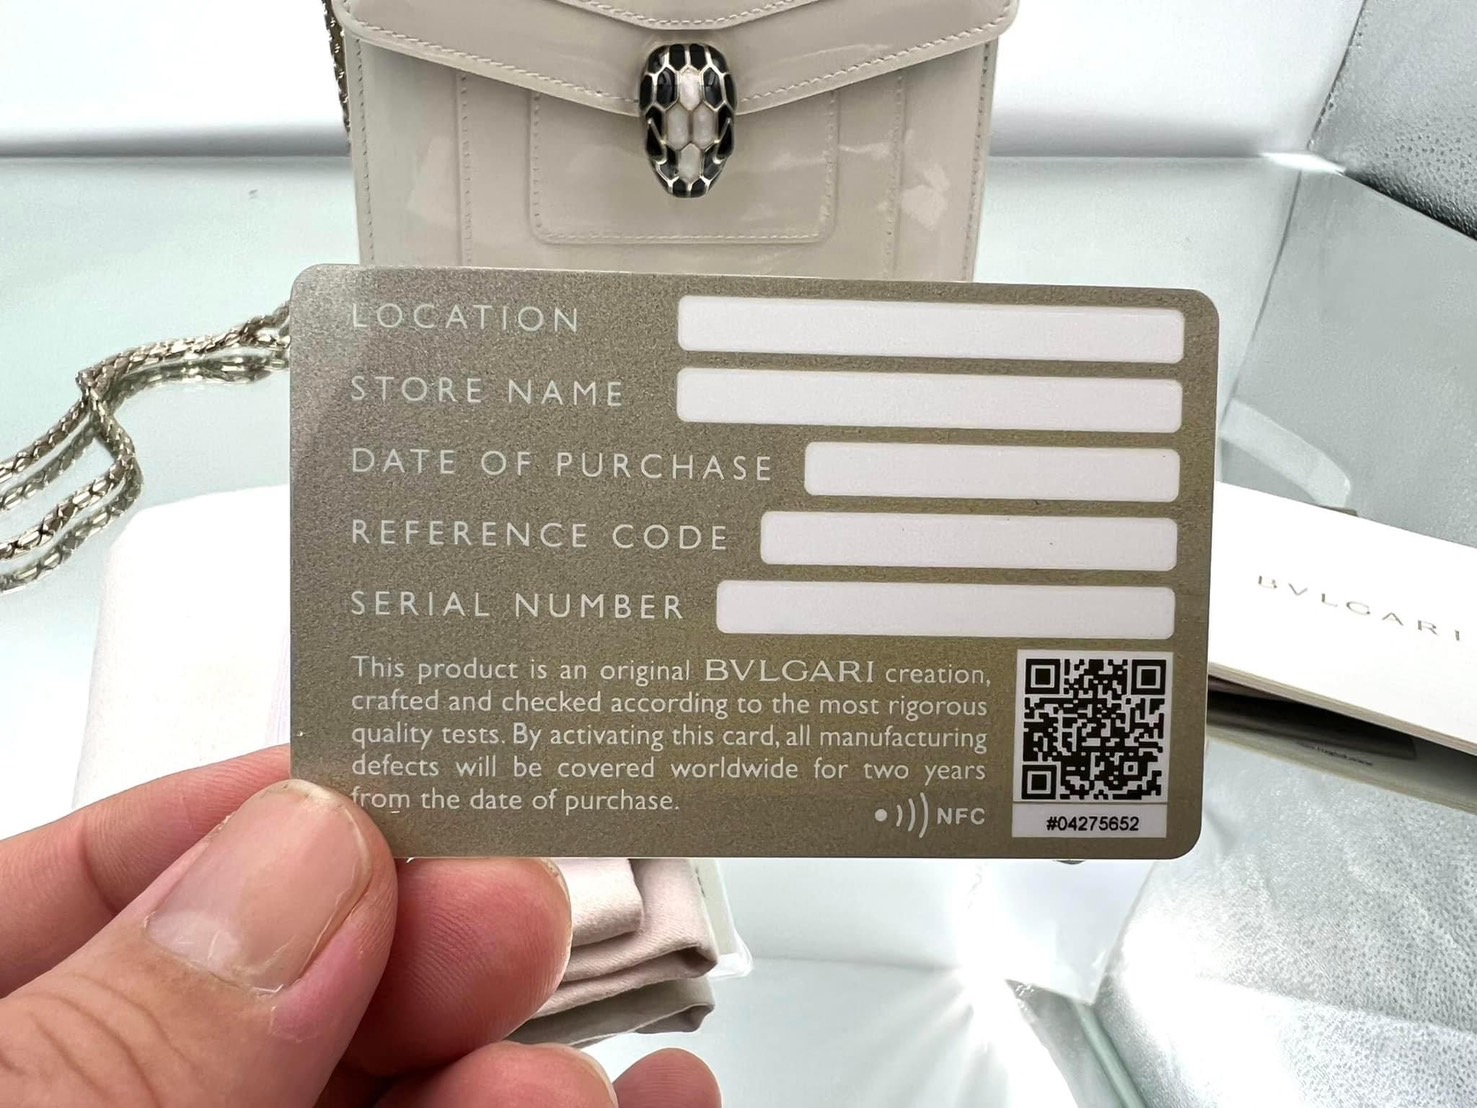 LOCATION
STORE NAME
DATE OF PURCHASE
REFERENCE CODE
SERIAL NUMBER
This product is an original BVLGARI creation,
crafted and checked according to the most rigorous
quality tests. By activating this card, all manufacturing
defects will be covered worldwide for two years
from the date of purchase.
NFC
#04275652
BVLGARI